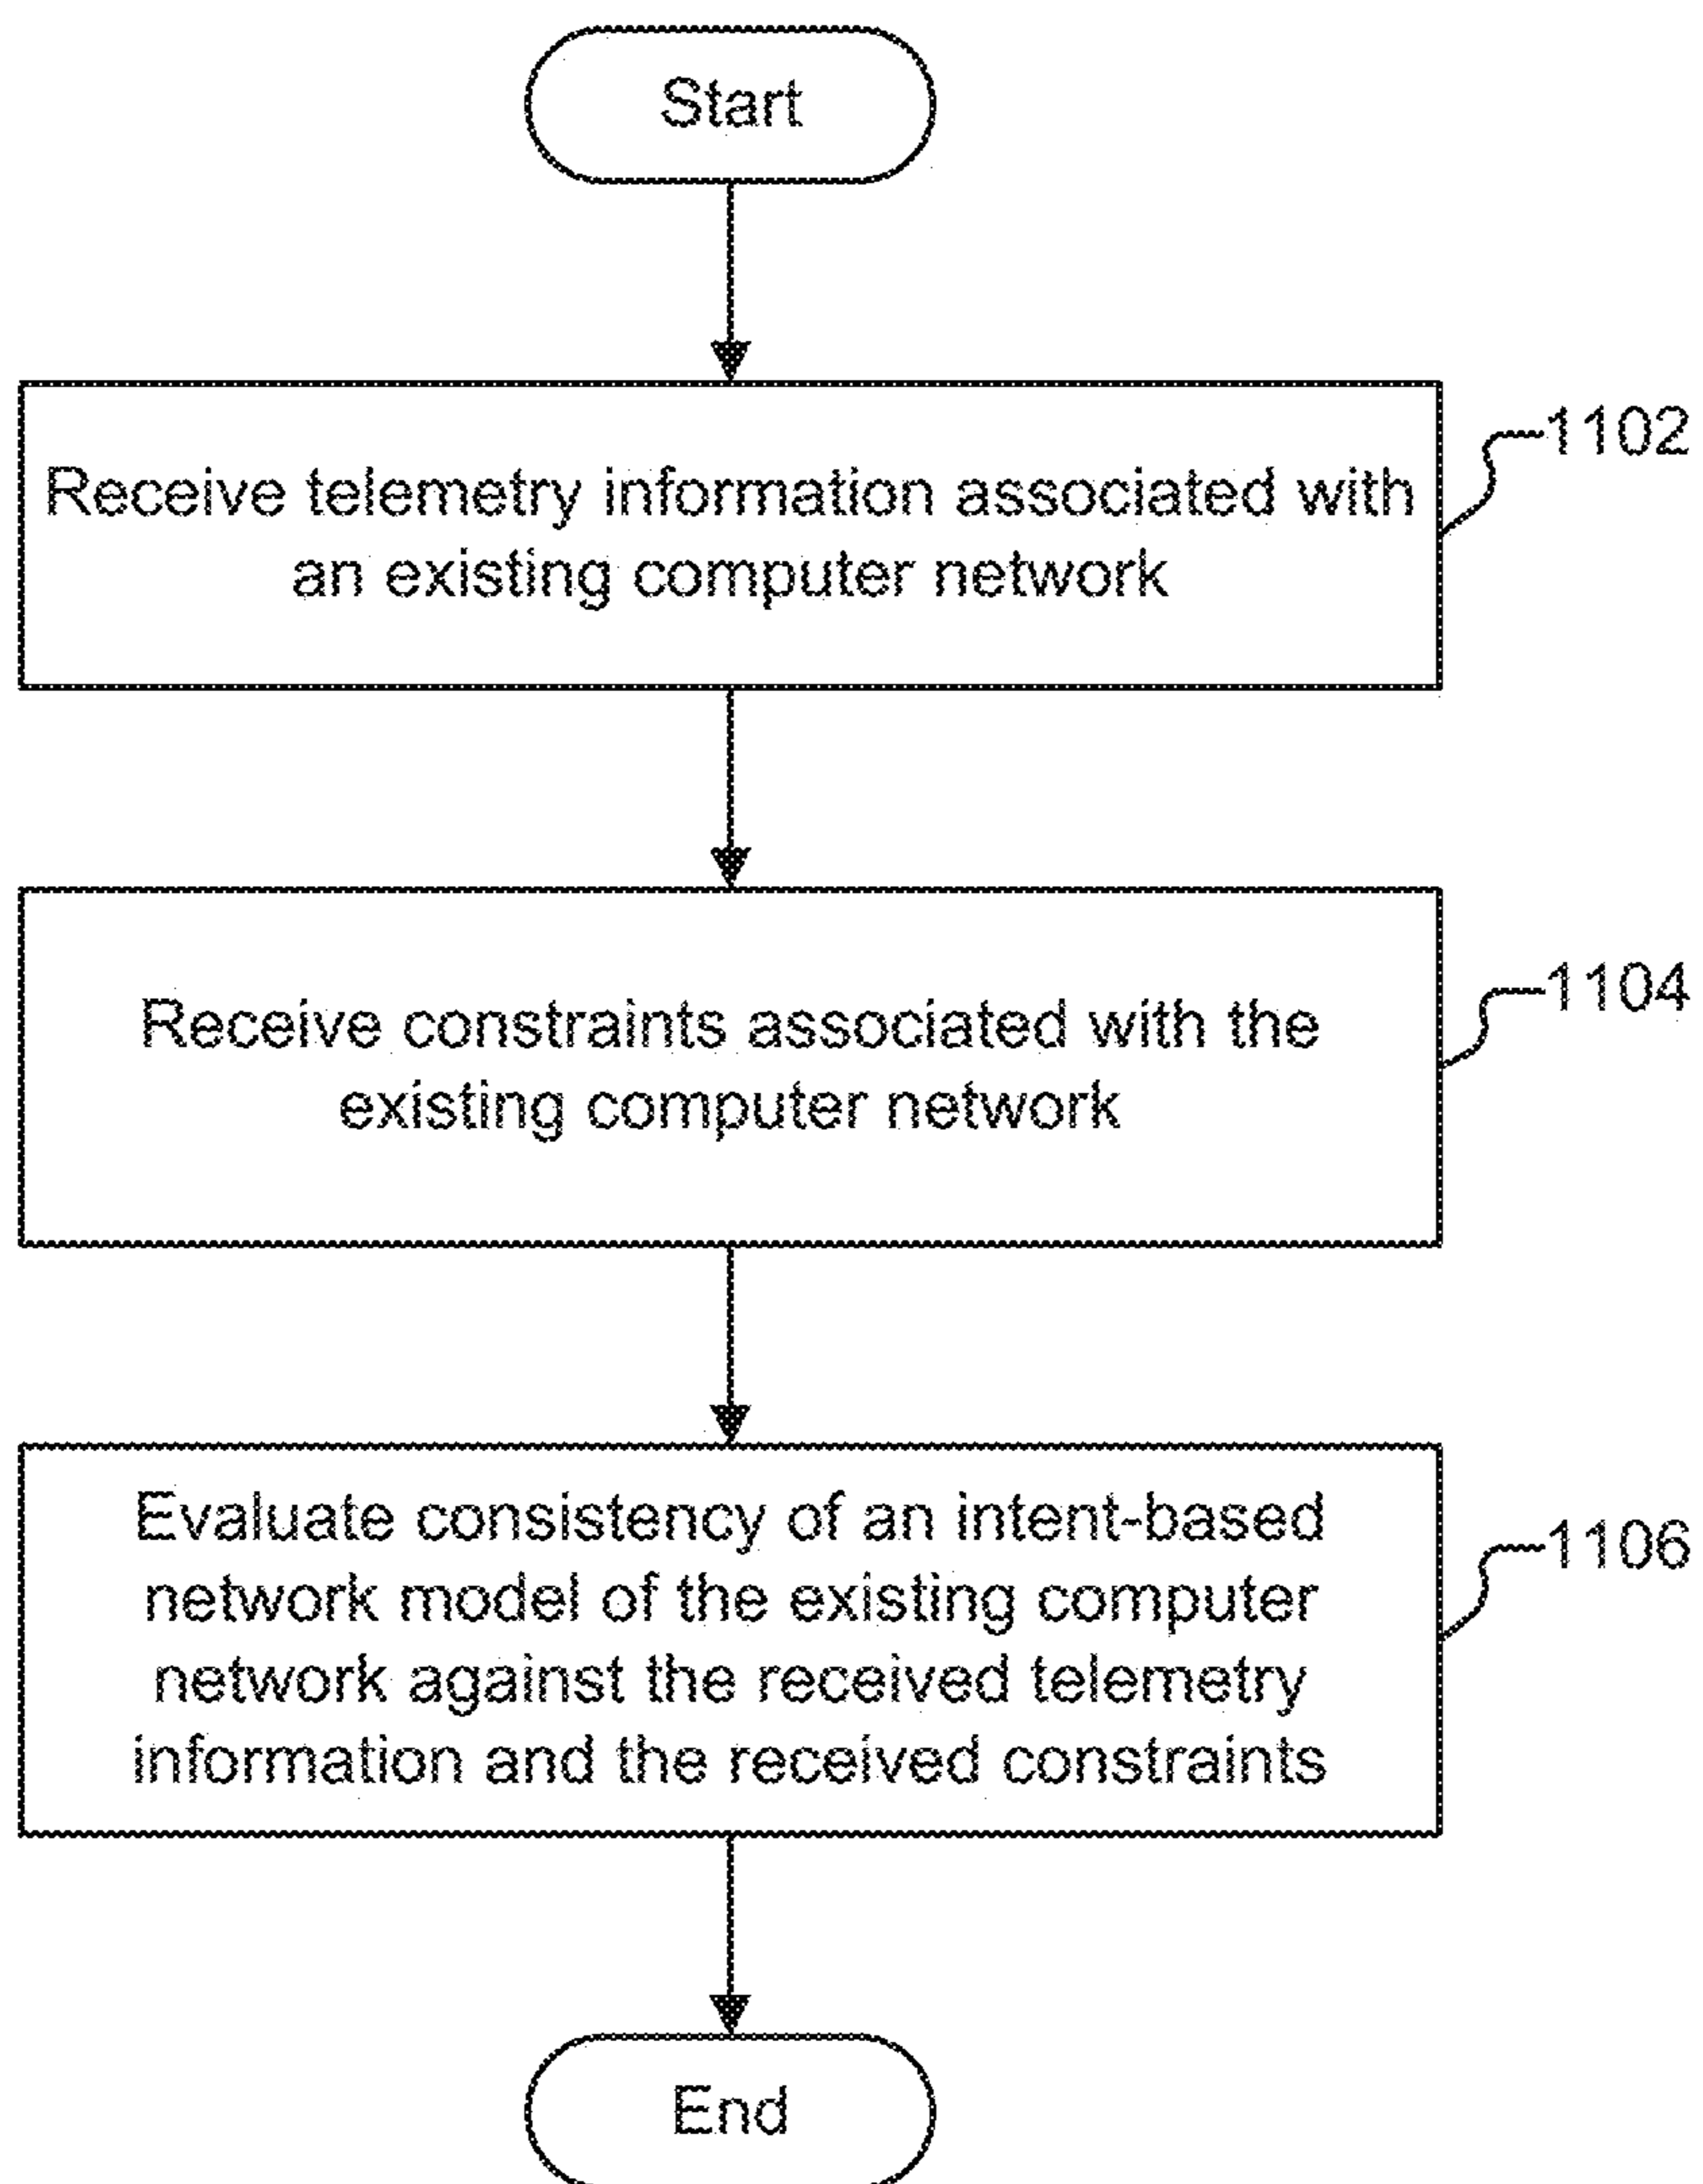 Start
1102
Receive telemetry information associated with
an existing computer network
1104
Receive constraints associated with the
existing computer network
1106
Evaluate consistency of an intent-based
network model of the existing computer
network against the received telemetry
information and the received constraints
End